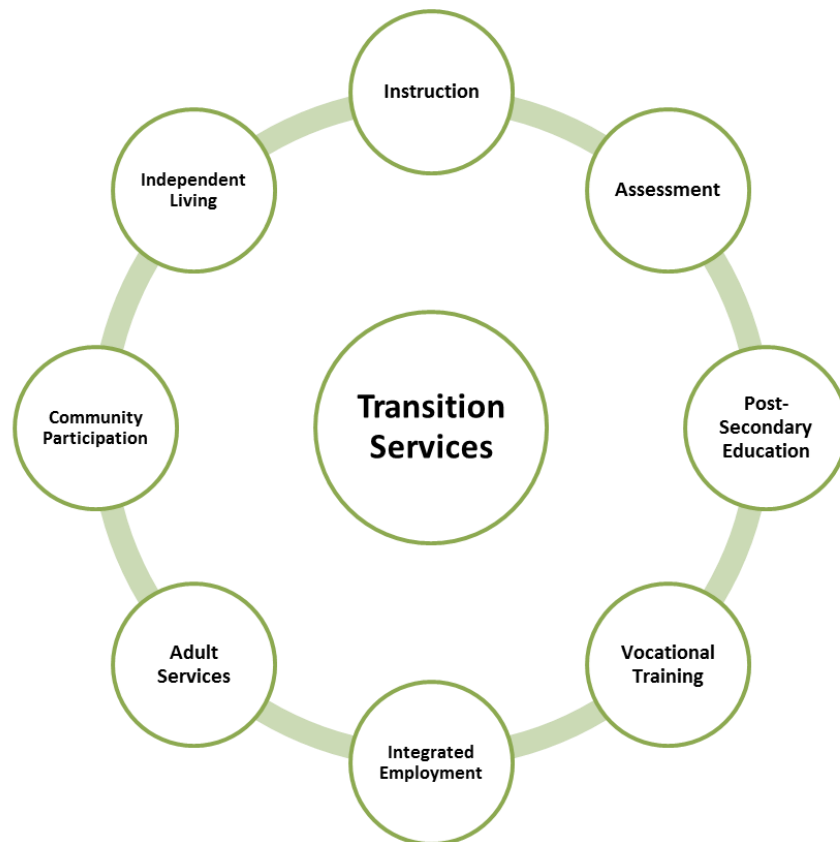 Instruction
Assessment
Post-
Secondary
Education
Vocational
Training
Integrated
Employment
Adult
Services
Community
Participation
Independent
Living
Transition
Services